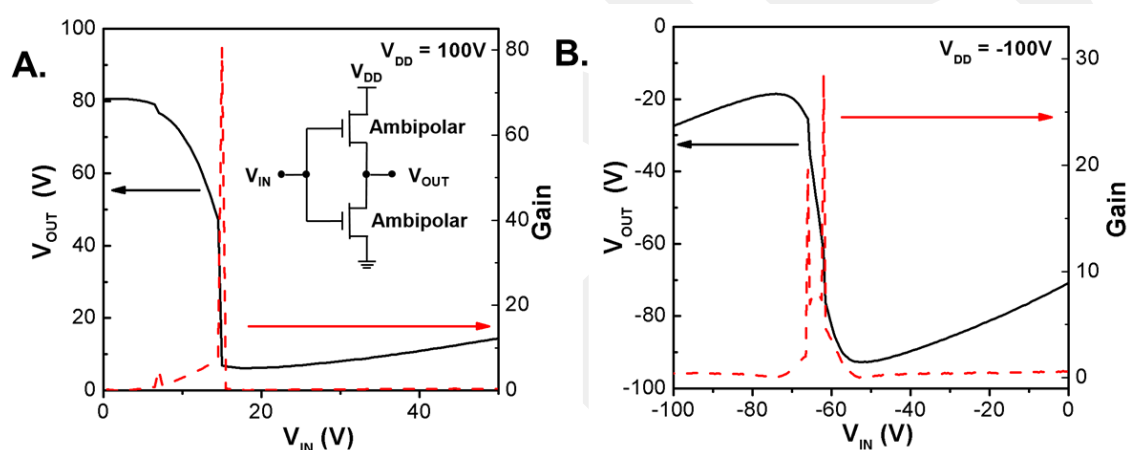 A.
V_DD = 100V
V_DD
Ambipolar
V_IN
V_OUT
Ambipolar
V_OUT (V)
100
80
60
40
20
0
0
20
40
V_IN (V)
80
60
40
20
0
Gain
B.
V_DD = -100V
V_OUT (V)
-0
-20
-40
-60
-80
-100
-100
-80
-60
-40
-20
0
V_IN (V)
30
20
10
0
Gain